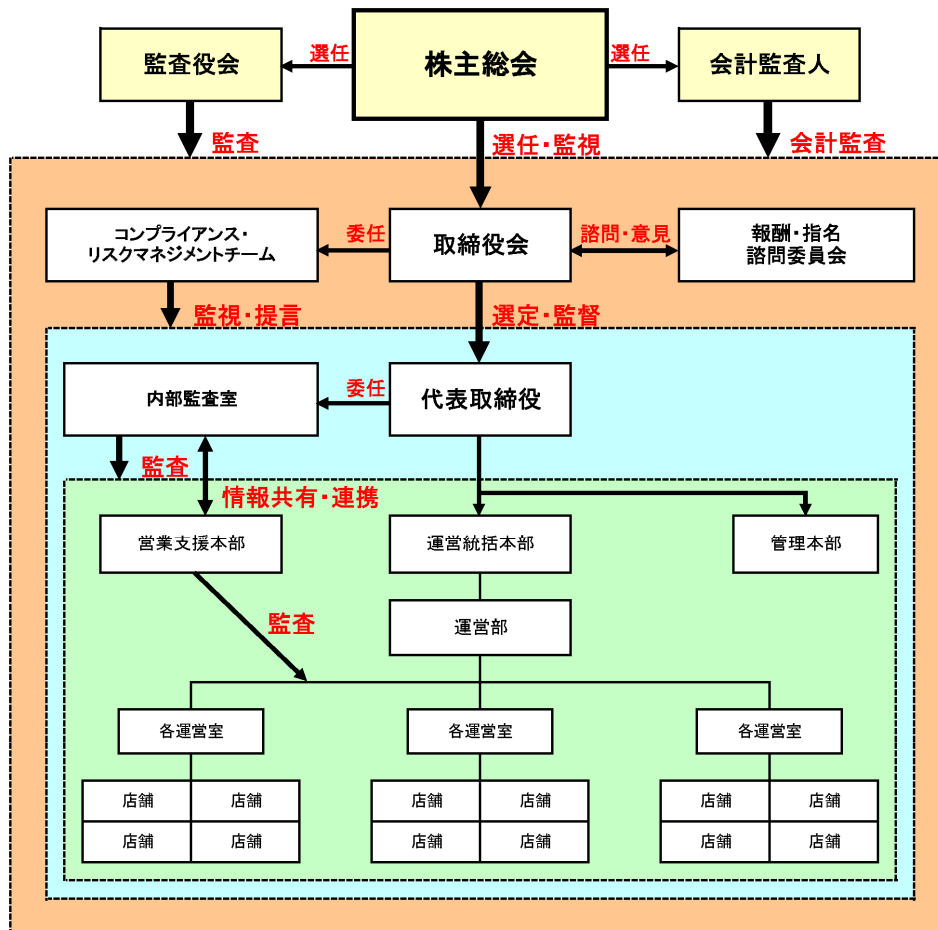 監査役会
選任
株主総会
選任
会計監査人
監査
選任・監視
会計監査
コンプライアンス・
リスクマネジメントチーム
委任
取締役会
諮問・意見
報酬・指名
諮問委員会
監視・提言
選定・監督
内部監査室
委任
代表取締役
監査
情報共有・連携
営業支援本部
運営統括本部
管理本部
監査
運営部
各運営室
各運営室
各運営室
店舗
店舗
店舗
店舗
店舗
店舗
店舗
店舗
店舗
店舗
店舗
店舗